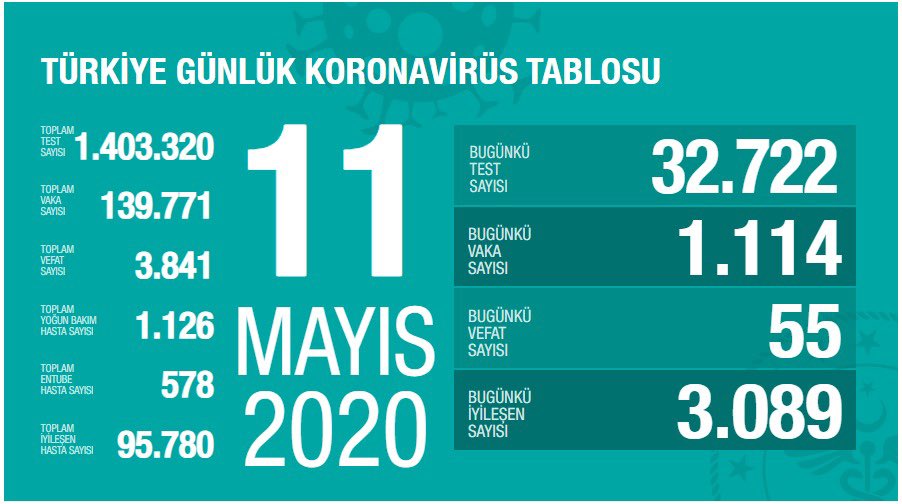 TÜRKİYE GÜNLÜK KORONAVİRÜS TABLOSU
TOPLAM
TEST
SAYISI
1.403.320
TOPLAM
VAKA
SAYISI
139.771
TOPLAM
VEFAT
SAYISI
3.841
TOPLAM
YOĞUN BAKIM
HASTA SAYISI
1.126
TOPLAM
ENTUBE
HASTA SAYISI
578
TOPLAM
İYİLEŞEN
HASTA SAYISI
95.780
11
MAYIS
2020
BUGÜNKÜ
TEST
SAYISI
32.722
BUGÜNKÜ
VAKA
SAYISI
1.114
BUGÜNKÜ
VEFAT
SAYISI
55
BUGÜNKÜ
İYİLEŞEN
SAYISI
3.089